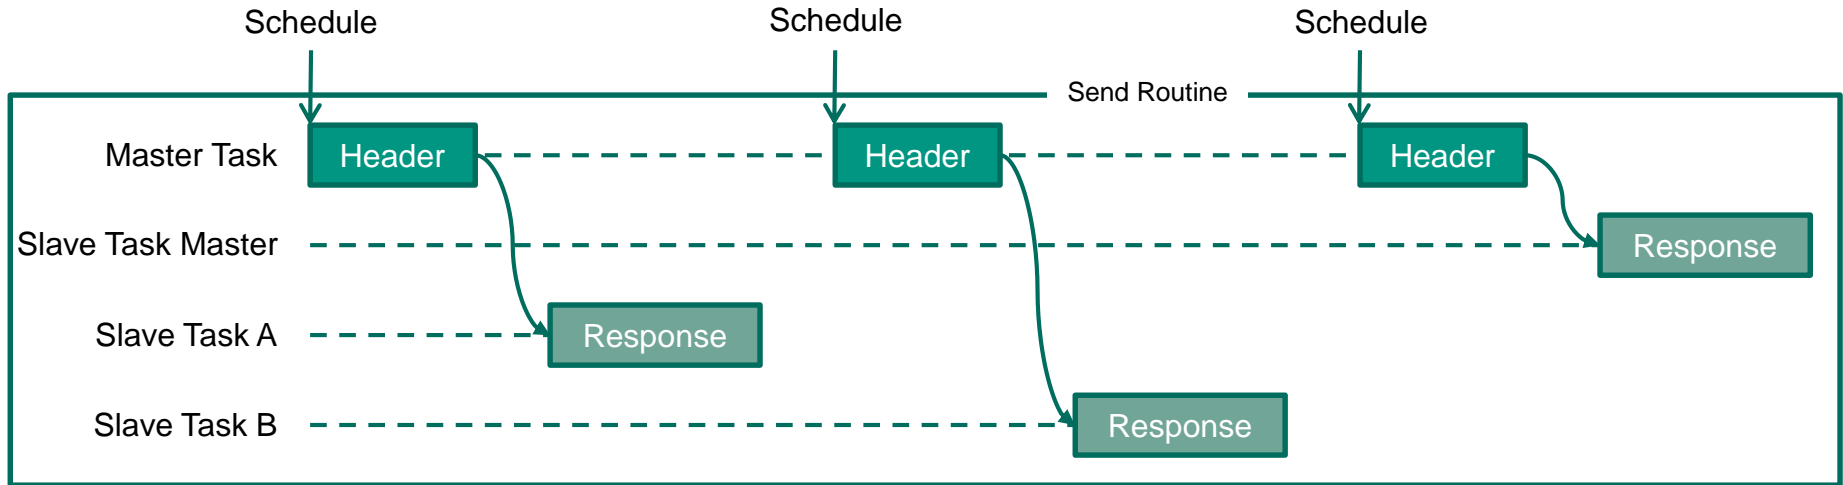 Schedule Schedule Schedule
Send Routine
Master Task Header Header Header
Slave Task Master Response
Slave Task A Response
Slave Task B Response